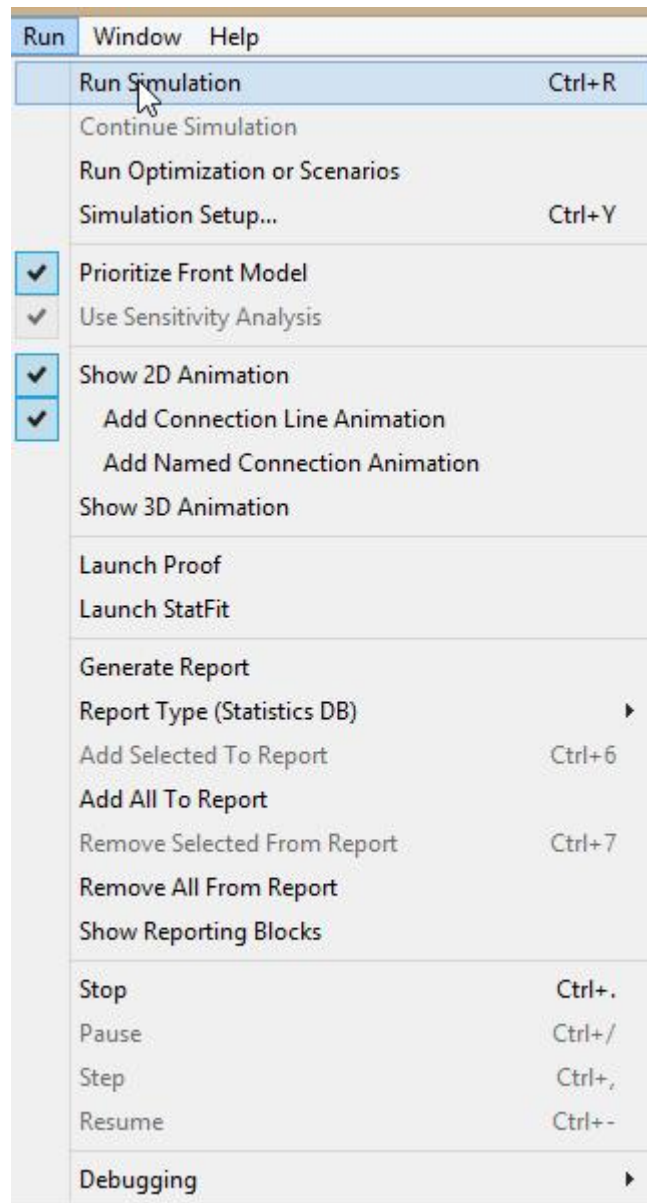 Run Window Help
Run Simulation Ctrl+R
Continue Simulation
Run Optimization or Scenarios
Simulation Setup... Ctrl+Y
Prioritize Front Model
Use Sensitivity Analysis
Show 2D Animation
Add Connection Line Animation
Add Named Connection Animation
Show 3D Animation
Launch Proof
Launch StatFit
Generate Report
Report Type (Statistics DB)
Add Selected To Report Ctrl+6
Add All To Report
Remove Selected From Report Ctrl+7
Remove All From Report
Show Reporting Blocks
Stop Ctrl+.
Pause Ctrl+/
Step Ctrl+,
Resume Ctrl+-
Debugging